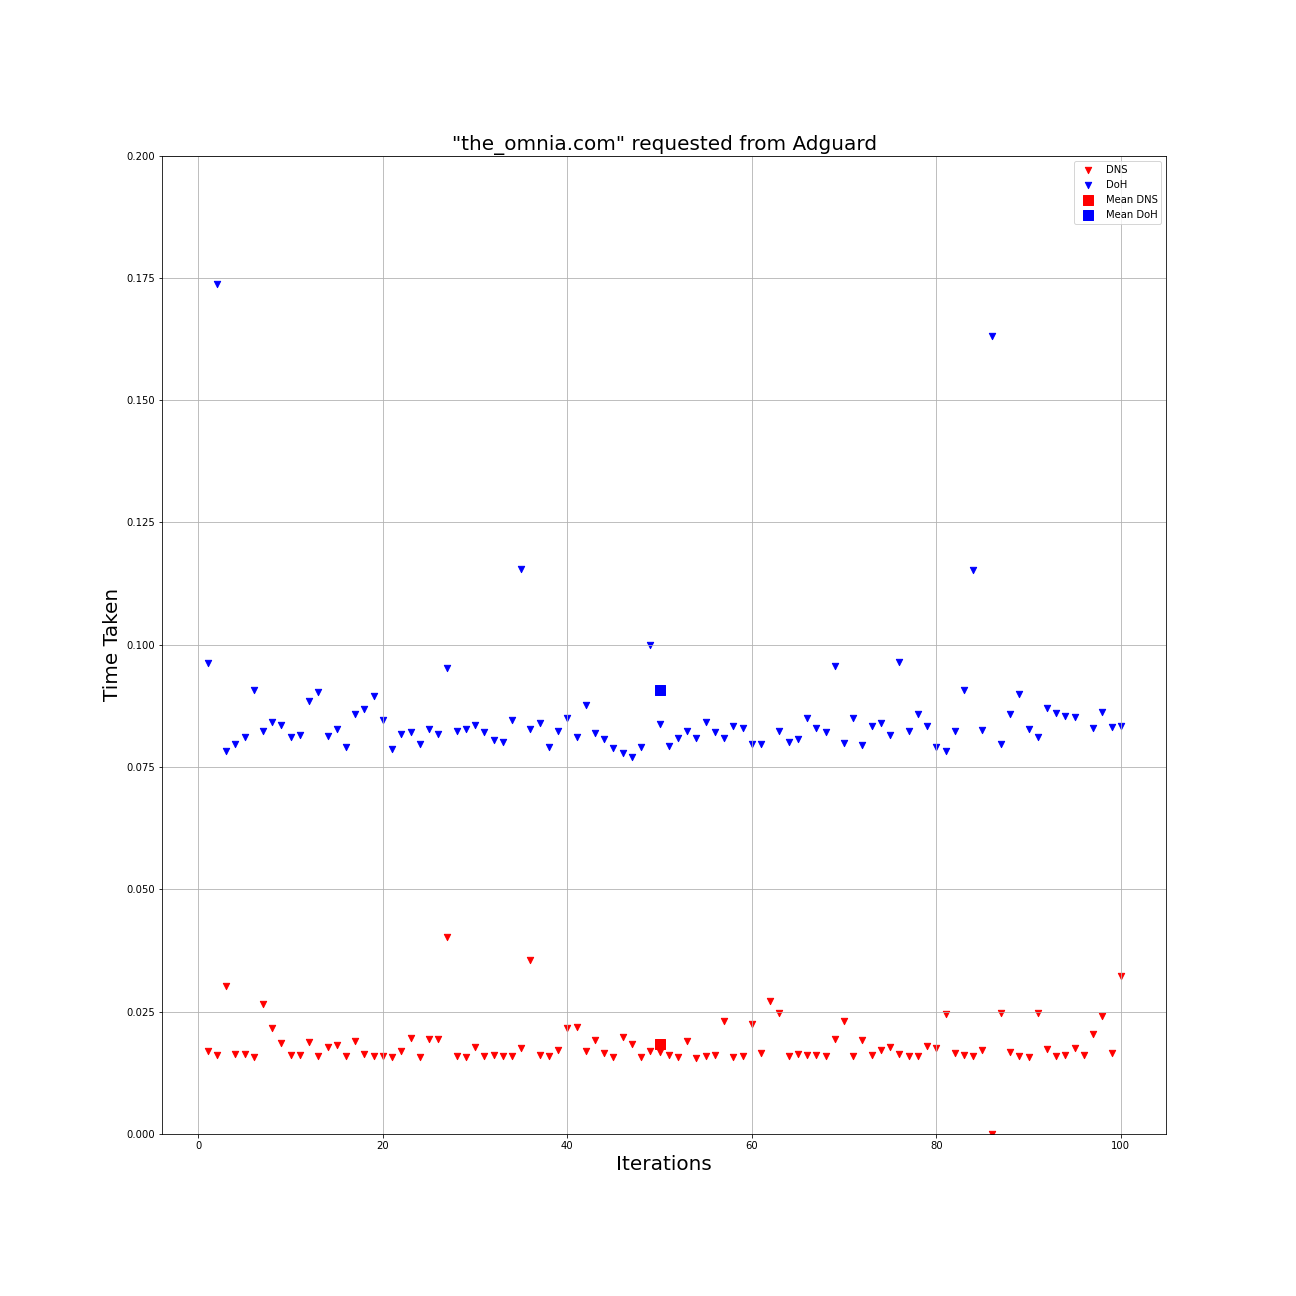 "the_omnia.com" requested from Adguard
DNS
DoH
Mean DNS
Mean DoH
Time Taken
0.200
0.175
0.150
0.125
0.100
0.075
0.050
0.025
0.000
0 20 40 60 80 100
Iterations